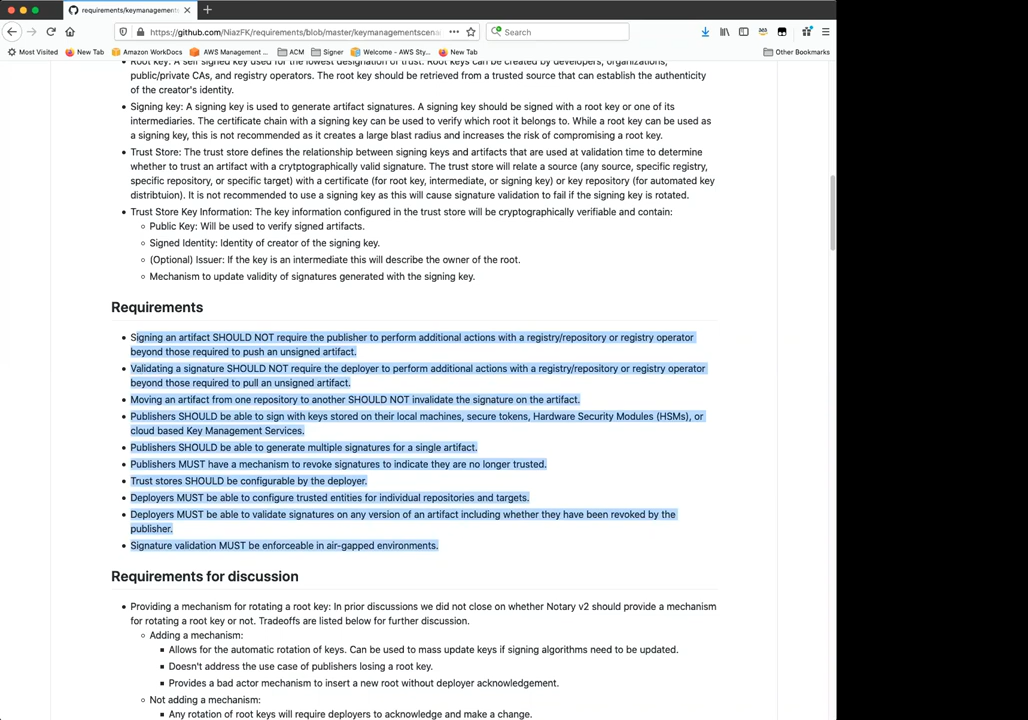 requirements/keymanagements
https://github.com/NiazFK/requirements/blob/master/keymanagementscena
Search
Most Visited
New Tab
Amazon WorkDocs
AWS Management ...
ACM
Signer
Welcome - AWS Sty...
New Tab
Other Bookmarks
Root key: A self signed key used for the lowest designation of trust. Root keys can be created by developers, organizations,
public/private CAs, and registry operators. The root key should be retrieved from a trusted source that can establish the authenticity
of the creator's identity.
Signing key: A signing key is used to generate artifact signatures. A signing key should be signed with a root key or one of its
intermediaries. The certificate chain with a signing key can be used to verify which root it belongs to. While a root key can be used as
a signing key, this is not recommended as it creates a large blast radius and increases the risk of compromising a root key.
Trust Store: The trust store defines the relationship between signing keys and artifacts that are used at validation time to determine
whether to trust an artifact with a crytptographically valid signature. The trust store will relate a source (any source, specific registry,
specific repository, or specific target) with a certificate (for root key, intermediate, or signing key) or key repository (for automated key
distribtuion). It is not recommended to use a signing key as this will cause signature validation to fail if the signing key is rotated.
Trust Store Key Information: The key information configured in the trust store will be cryptographically verifiable and contain:
Public Key: Will be used to verify signed artifacts.
Signed Identity: Identity of creator of the signing key.
(Optional) Issuer: If the key is an intermediate this will describe the owner of the root.
Mechanism to update validity of signatures generated with the signing key.
Requirements
Signing an artifact SHOULD NOT require the publisher to perform additional actions with a registry/repository or registry operator
beyond those required to push an unsigned artifact.
Validating a signature SHOULD NOT require the deployer to perform additional actions with a registry/repository or registry operator
beyond those required to pull an unsigned artifact.
Moving an artifact from one repository to another SHOULD NOT invalidate the signature on the artifact.
Publishers SHOULD be able to sign with keys stored on their local machines, secure tokens, Hardware Security Modules (HSMs), or
cloud based Key Management Services.
Publishers SHOULD be able to generate multiple signatures for a single artifact.
Publishers MUST have a mechanism to revoke signatures to indicate they are no longer trusted.
Trust stores SHOULD be configurable by the deployer.
Deployers MUST be able to configure trusted entities for individual repositories and targets.
Deployers MUST be able to validate signatures on any version of an artifact including whether they have been revoked by the
publisher.
Signature validation MUST be enforceable in air-gapped environments.
Requirements for discussion
Providing a mechanism for rotating a root key: In prior discussions we did not close on whether Notary v2 should provide a mechanism
for rotating a root key or not. Tradeoffs are listed below for further discussion.
Adding a mechanism:
Allows for the automatic rotation of keys. Can be used to mass update keys if signing algorithms need to be updated.
Doesn't address the use case of publishers losing a root key.
Provides a bad actor mechanism to insert a new root without deployer acknowledgement.
Not adding a mechanism:
Any rotation of root keys will require deployers to acknowledge and make a change.